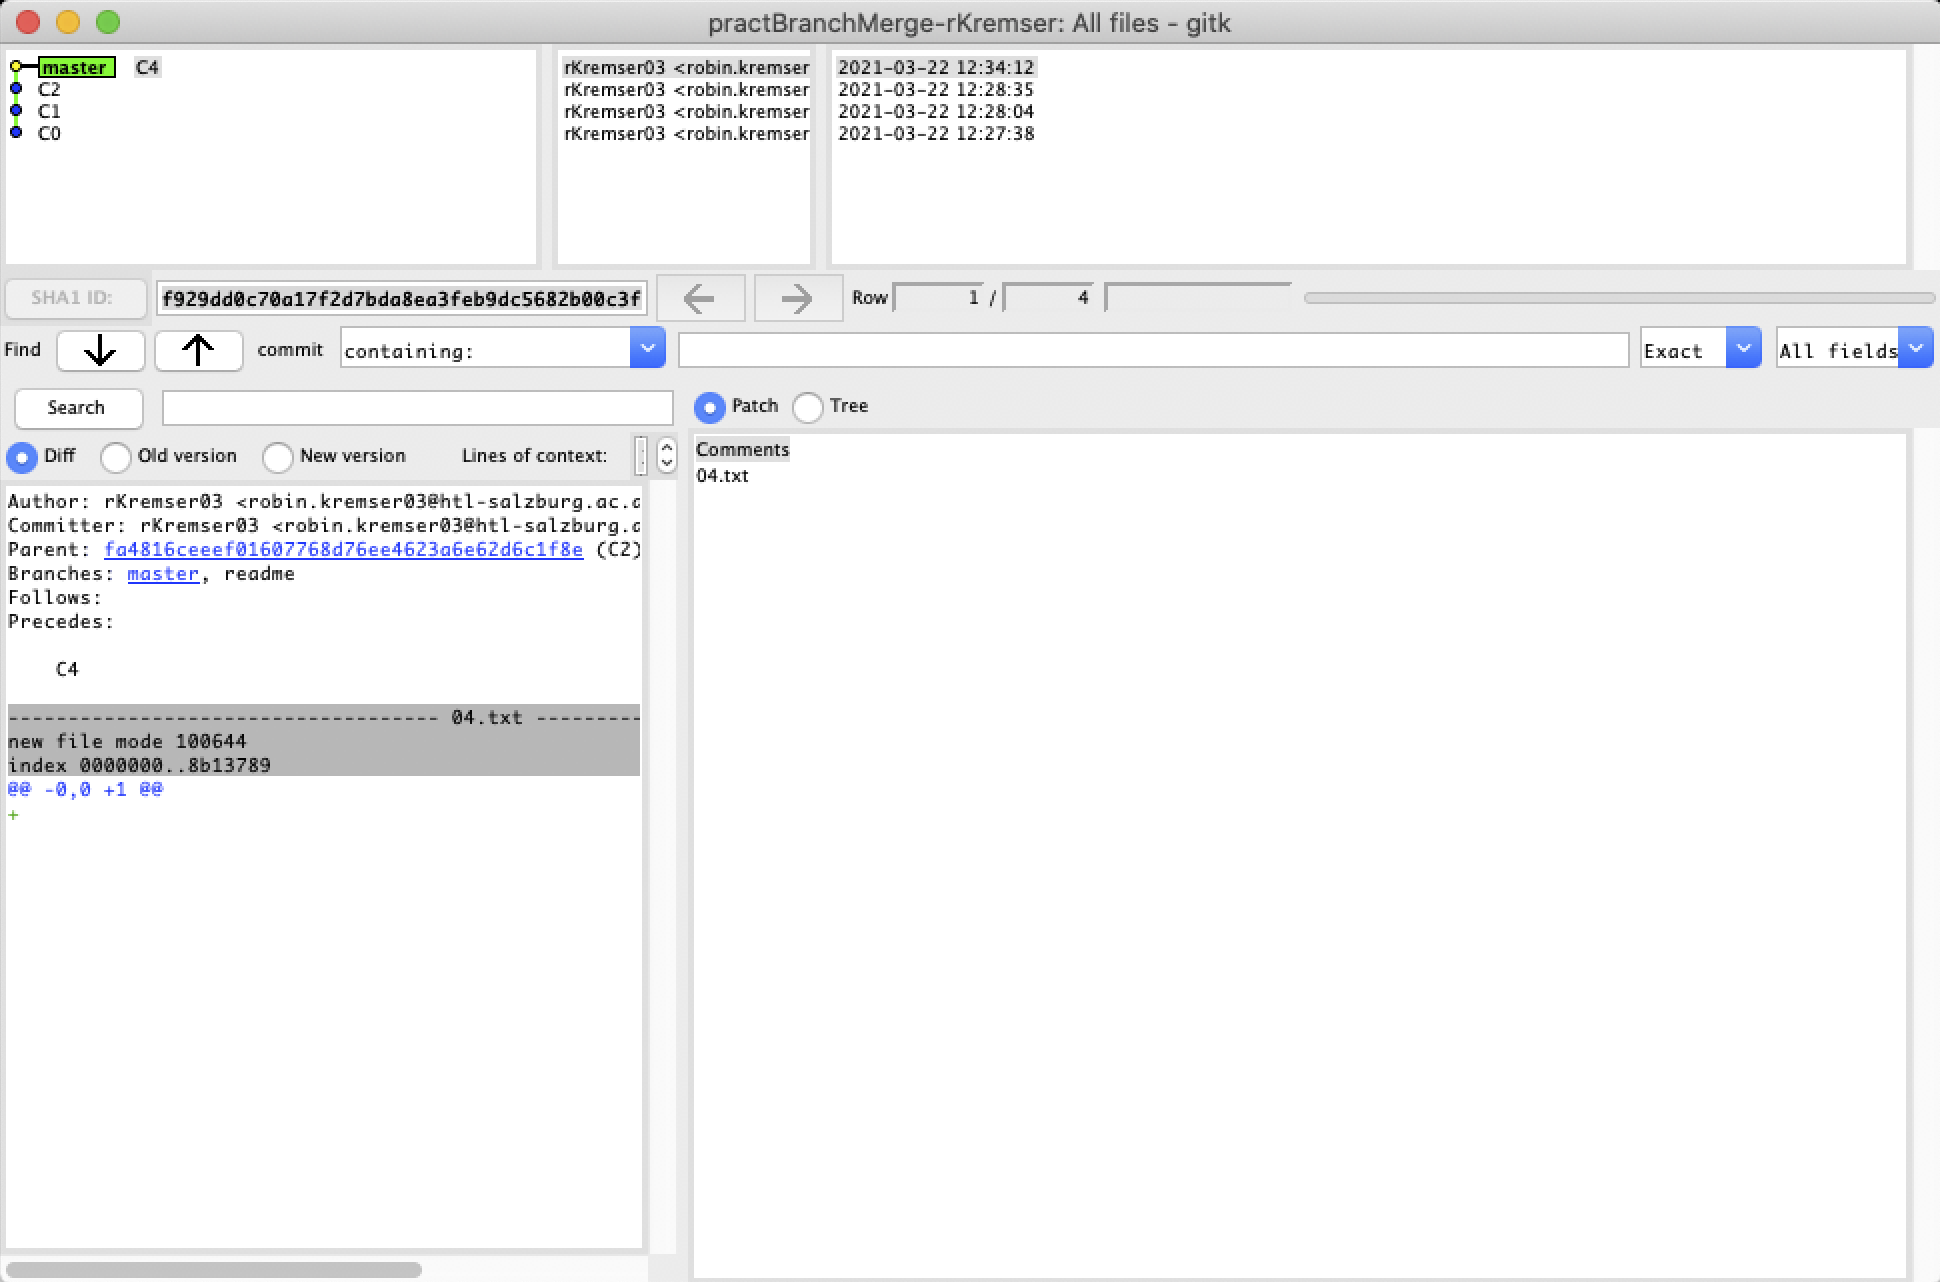 practBranchMerge-rKremser: All files - gitk
master C4 rKremser03 <robin.kremser 2021-03-22 12:34:12
C2 rKremser03 <robin.kremser 2021-03-22 12:28:35
C1 rKremser03 <robin.kremser 2021-03-22 12:28:04
C0 rKremser03 <robin.kremser 2021-03-22 12:27:38
SHA1 ID: f929dd0c70a17f2d7bda8ea3feb9dc5682b00c3f Row 1 / 4
Find commit containing: Exact All fields
Search Patch Tree
Diff Old version New version Lines of context:
Comments
04.txt
Author: rKremser03 <robin.kremser03@htl-salzburg.ac.a
Committer: rKremser03 <robin.kremser03@htl-salzburg.a
Parent: fa4816ceeef01607768d76ee4623a6e62d6c1f8e (C2)
Branches: master, readme
Follows:
Precedes:
C4
------------------------------------ 04.txt ---------
new file mode 100644
index 0000000..8b13789
@@ -0,0 +1 @@
+